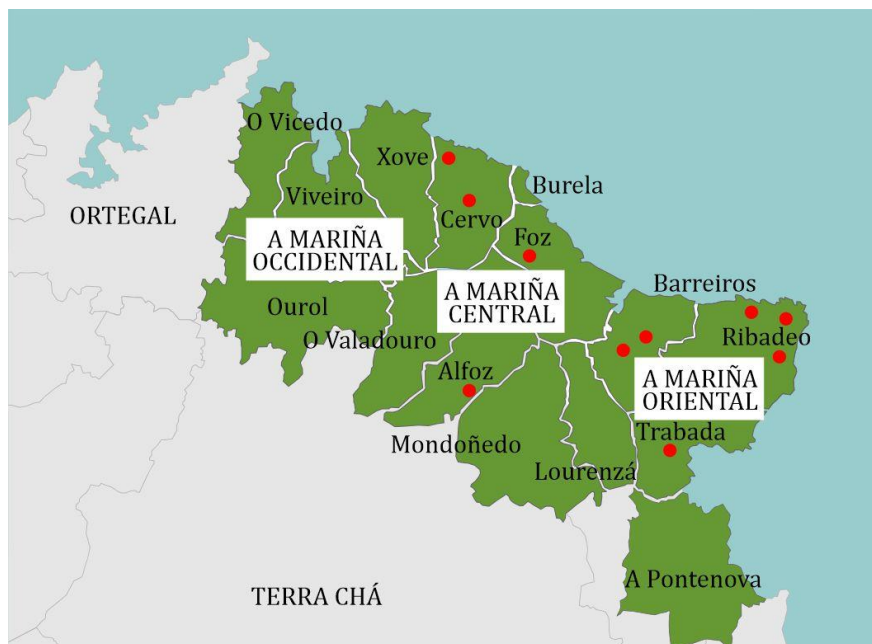 O Vicedo
Xove
Viveiro
Burela
ORTEGAL
Cervo
Foz
A MARIÑA
OCCIDENTAL
A MARIÑA
CENTRAL
Barreiros
Ourol
Ribadeo
O Valadouro
Alfoz
A MARIÑA
ORIENTAL
Trabada
Mondoñedo
Lourenzá
A Pontenova
TERRA CHÁ